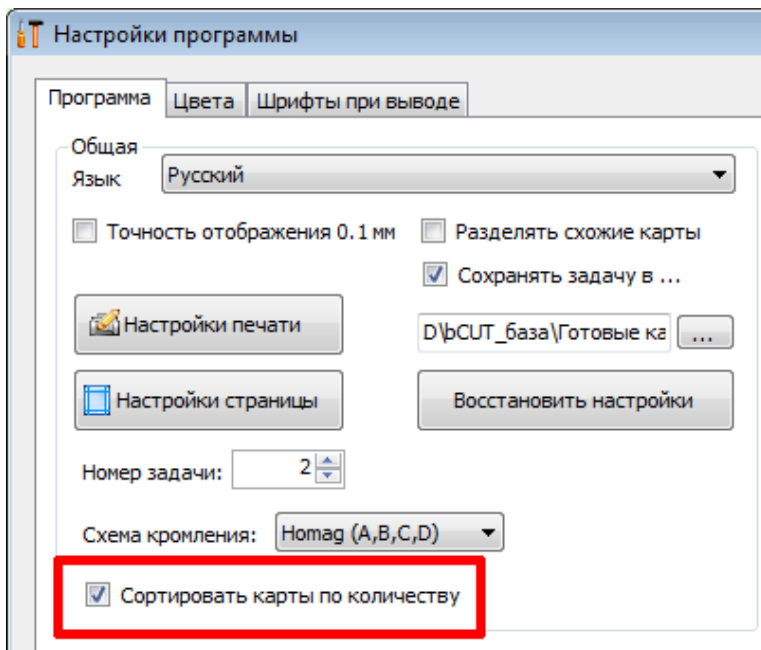 Настройки программы
Программа Цвета Шрифты при выводе
Общая
Язык Русский
Точность отображения 0.1 мм Разделять схожие карты
Сохранять задачу в ...
Настройки печати D\bCUT_база\Готовые ка ...
Настройки страницы Восстановить настройки
Номер задачи: 2
Схема кромления: Homag (A,B,C,D)
Сортировать карты по количеству